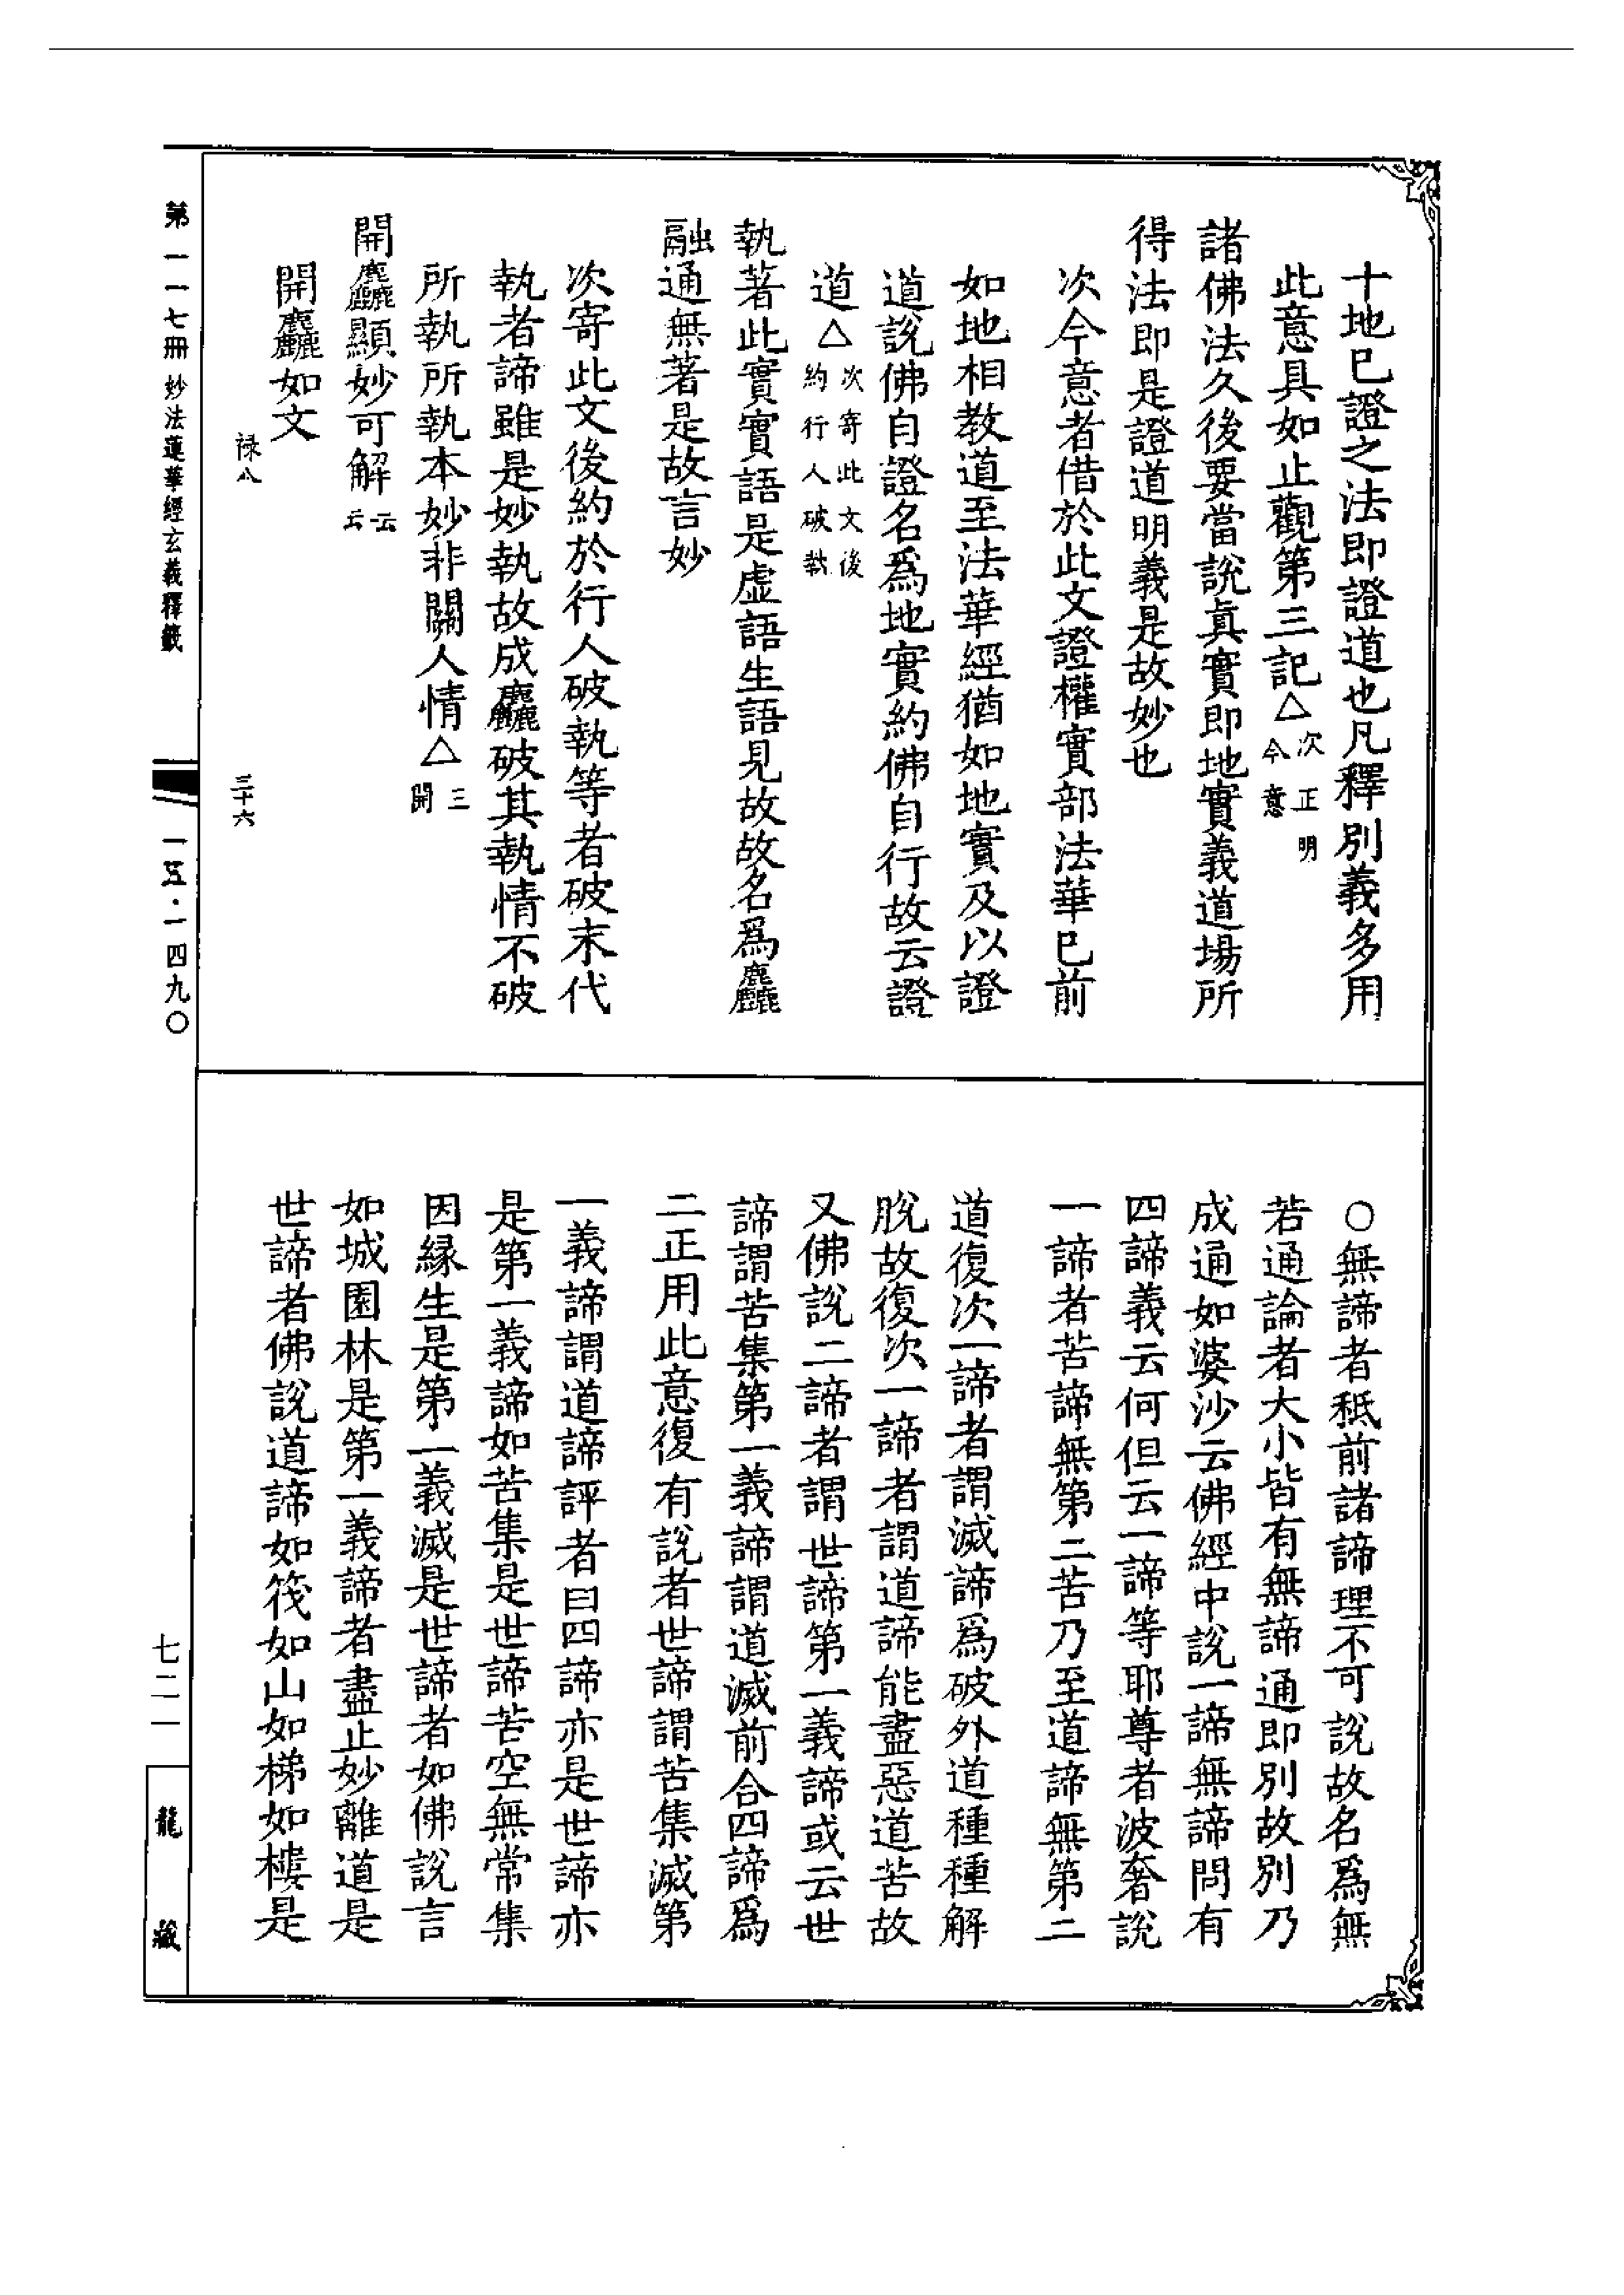 十地已證之法即證道也凡釋別義多用
此意具如止觀第三記△次正明今意
諸佛法久後要當說真實即地實義道場所
得法即是證道明義是故妙也
次今意者借於此文證權實部法華已前
如地相教道至法華經猶如地實及以證
道說佛自證名為地實約佛自行故云證
道△次寄此文後約行人破執
執著此實實語是虛語生語見故故名為麤
融通無著是故言妙
次寄此文後約於行人破執等者破末代
執者諦雖是妙執故成麤破其執情不破
所執所執本妙非關人情△三開
開麤顯妙可解云云
開麤如文
禄八
三十六
○無諦者秖前諸諦理不可說故名為無
若通論者大小皆有無諦通即別故別乃
成通如婆沙云佛經中說一諦無諦問有
四諦義云何但云一諦等耶尊者波奢說
一諦者苦諦無第二苦乃至道諦無第二
道復次一諦者謂滅諦為破外道種種解
脫故復次一諦者謂道諦能盡惡道苦故
又佛說二諦者謂世諦第一義諦或云世
諦謂苦集第一義諦謂道滅前合四諦為
二正用此意復有說者世諦謂苦集滅第
一義諦謂道諦評者曰四諦亦是世諦亦
是第一義諦如苦集是世諦苦空無常集
因緣生是第一義滅是世諦者如佛說言
如城園林是第一義諦者盡止妙離道是
世諦者佛說道諦如筏如山如梯如樓是
第一一七冊 妙法蓮華經玄義釋籤
一五·一四九〇
七二一
龍藏